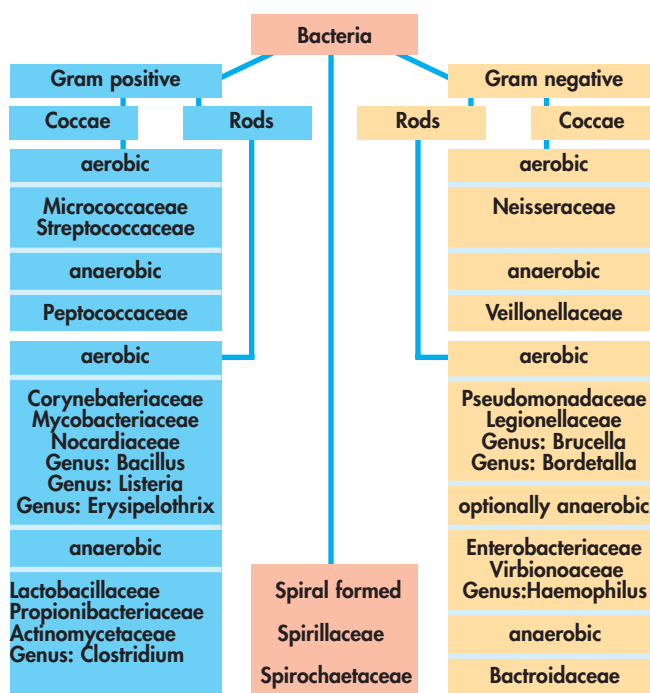 Bacteria
Gram positive
Coccae
Rods
aerobic
Micrococcaceae
Streptococcaceae
anaerobic
Peptococcaceae
aerobic
Corynebateriaceae
Mycobacteriaceae
Nocardiaceae
Genus: Bacillus
Genus: Listeria
Genus: Erysipelothrix
anaerobic
Lactobacillaceae
Propionibacteriaceae
Actinomycetaceae
Genus: Clostridium
Spiral formed
Spirillaceae
Spirochaetaceae
Gram negative
Rods
Coccae
aerobic
Neisseraceae
anaerobic
Veillonellaceae
aerobic
Pseudomonadaceae
Legionellaceae
Genus: Brucella
Genus: Bordetalla
optionally anaerobic
Enterobacteriaceae
Virbionoaceae
Genus:Haemophilus
anaerobic
Bactroidaceae